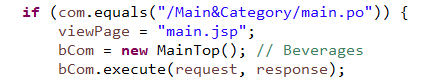 if (com.equals("/Main&Category/main.po")) {
viewPage = "main.jsp";
bCom = new MainTop(); // Beverages
bCom.execute(request, response);